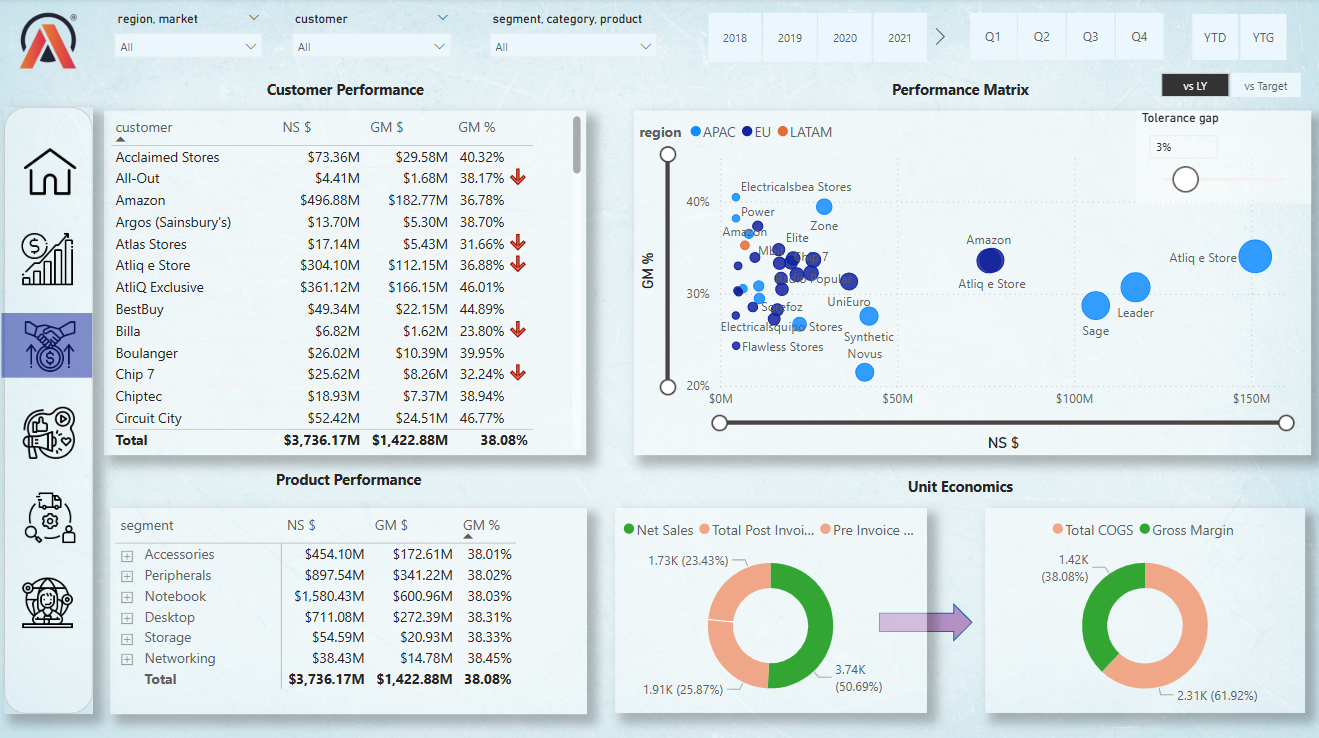 region, market
customer
segment, category, product
All
All
All
2018 2019 2020 2021
Q1 Q2 Q3 Q4
YTD YTG
vs LY vs Target
Customer Performance
customer NS $ GM $ GM %
Acclaimed Stores $73.36M $29.58M 40.32%
All-Out $4.41M $1.68M 38.17%
Amazon $496.88M $182.77M 36.78%
Argos (Sainsbury's) $13.70M $5.30M 38.70%
Atlas Stores $17.14M $5.43M 31.66%
Atliq e Store $304.10M $112.15M 36.88%
AtliQ Exclusive $361.12M $166.15M 46.01%
BestBuy $49.34M $22.15M 44.89%
Billa $6.82M $1.62M 23.80%
Boulanger $26.02M $10.39M 39.95%
Chip 7 $25.62M $8.26M 32.24%
Chiptec $18.93M $7.37M 38.94%
Circuit City $52.42M $24.51M 46.77%
Total $3,736.17M $1,422.88M 38.08%
Performance Matrix
region APAC EU LATAM
Tolerance gap
3%
GM %
40%
30%
20%
Electricalsbea Stores
Power
Zone
Amazon
Elite
Chip 7
Radio Popular
UniEuro
Sorefoz
Electricalsquipo Stores
Flawless Stores
Synthetic
Novus
Amazon
Atliq e Store
Sage
Leader
Atliq e Store
$0M $50M $100M $150M
NS $
Product Performance
segment NS $ GM $ GM %
Accessories $454.10M $172.61M 38.01%
Peripherals $897.54M $341.22M 38.02%
Notebook $1,580.43M $600.96M 38.03%
Desktop $711.08M $272.39M 38.31%
Storage $54.59M $20.93M 38.33%
Networking $38.43M $14.78M 38.45%
Total $3,736.17M $1,422.88M 38.08%
Unit Economics
Net Sales Total Post Invoi... Pre Invoice ...
1.73K (23.43%)
1.91K (25.87%)
3.74K
(50.69%)
Total COGS Gross Margin
1.42K
(38.08%)
2.31K (61.92%)